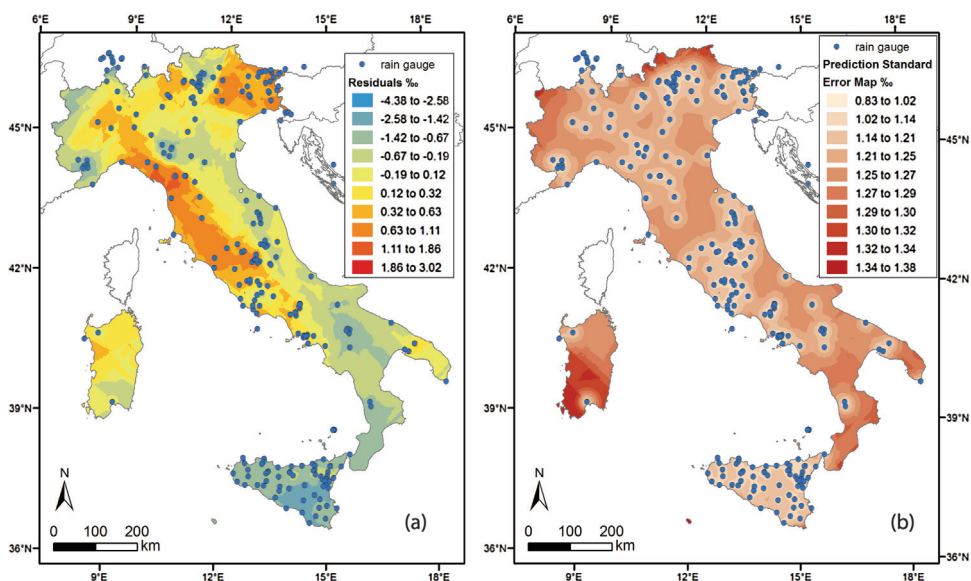 6°E 9°E 12°E 15°E 18°E
6°E 9°E 12°E 15°E 18°E
rain gauge
Residuals ‰
-4.38 to -2.58
-2.58 to -1.42
-1.42 to -0.67
-0.67 to -0.19
-0.19 to 0.12
0.12 to 0.32
0.32 to 0.63
0.63 to 1.11
1.11 to 1.86
1.86 to 3.02
45°N
42°N
39°N
36°N
N
0 100 200
km
(a)
9°E 12°E 15°E 18°E
rain gauge
Prediction Standard
Error Map ‰
0.83 to 1.02
1.02 to 1.14
1.14 to 1.21
1.21 to 1.25
1.25 to 1.27
1.27 to 1.29
1.29 to 1.30
1.30 to 1.32
1.32 to 1.34
1.34 to 1.38
45°N
45°N
42°N
42°N
39°N
39°N
36°N
36°N
N
0 100 200
km
(b)
9°E 12°E 15°E 18°E